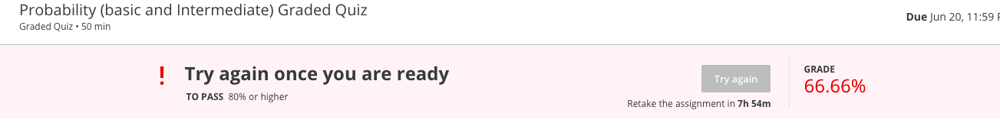 Probability (basic and Intermediate) Graded Quiz
Graded Quiz • 50 min
Due Jun 20, 11:59
! Try again once you are ready
TO PASS 80% or higher
Try again
Retake the assignment in 7h 54m
GRADE
66.66%